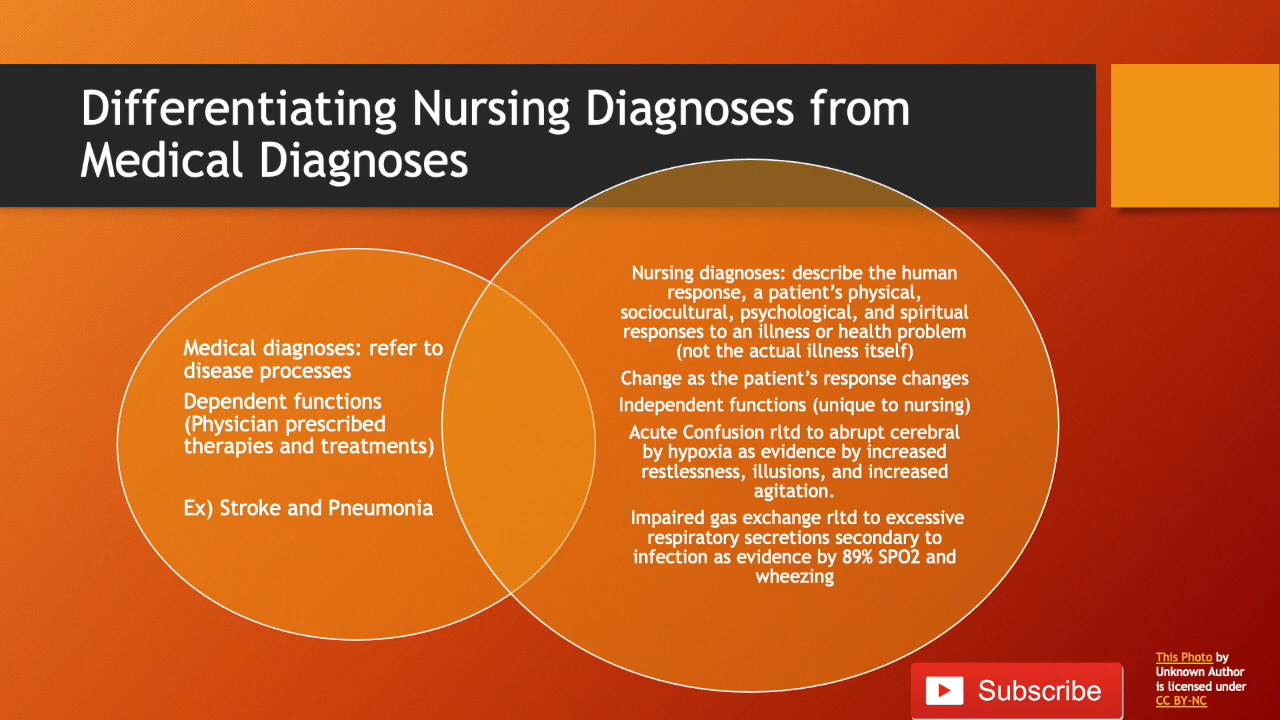 Differentiating Nursing Diagnoses from
Medical Diagnoses
Medical diagnoses: refer to
disease processes
Dependent functions
(Physician prescribed
therapies and treatments)
Ex) Stroke and Pneumonia
Nursing diagnoses: describe the human
response, a patient’s physical,
sociocultural, psychological, and spiritual
responses to an illness or health problem
(not the actual illness itself)
Change as the patient’s response changes
Independent functions (unique to nursing)
Acute Confusion rltd to abrupt cerebral
by hypoxia as evidence by increased
restlessness, illusions, and increased
agitation.
Impaired gas exchange rltd to excessive
respiratory secretions secondary to
infection as evidence by 89% SPO2 and
wheezing
Subscribe
This Photo by
Unknown Author
is licensed under
CC BY-NC